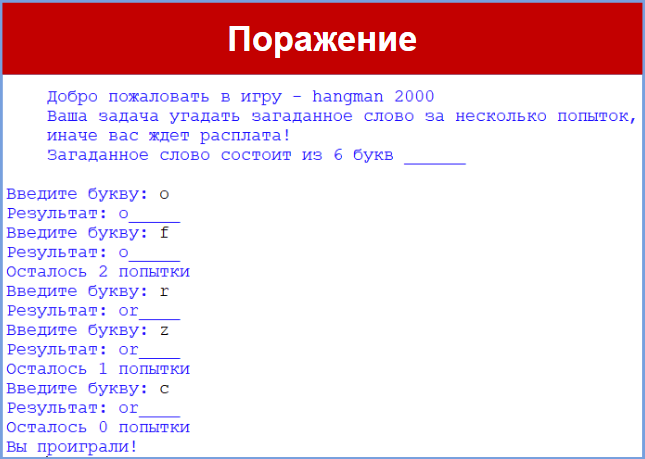 Поражение
Добро пожаловать в игру - hangman 2000
Ваша задача угадать загаданное слово за несколько попыток,
иначе вас ждет расплата!
Загаданное слово состоит из 6 букв ______
Введите букву: o
Результат: o_____
Введите букву: f
Результат: o_____
Осталось 2 попытки
Введите букву: r
Результат: or____
Введите букву: z
Результат: or____
Осталось 1 попытки
Введите букву: c
Результат: or____
Осталось 0 попытки
Вы проиграли!